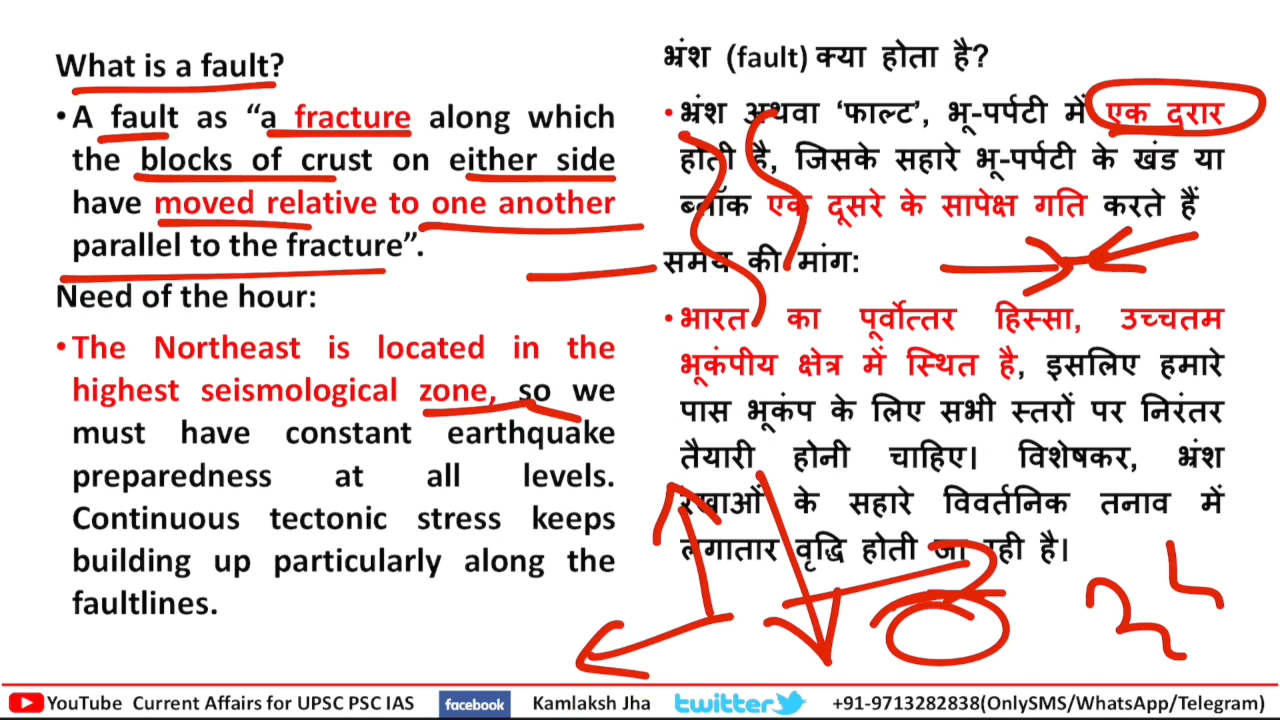 What is a fault?
• A fault as “a fracture along which
the blocks of crust on either side
have moved relative to one another
parallel to the fracture”.
Need of the hour:
• The Northeast is located in the
highest seismological zone, so we
must have constant earthquake
preparedness at all levels.
Continuous tectonic stress keeps
building up particularly along the
faultlines.
भ्रंश (fault) क्या होता है?
• भ्रंश अथवा ‘फाल्ट’, भू-पर्पटी में एक दरार
होती है, जिसके सहारे भू-पर्पटी के खंड या
ब्लॉक एक दूसरे के सापेक्ष गति करते हैं
समय की मांग:
• भारत का पूर्वोत्तर हिस्सा, उच्चतम
भूकंपीय क्षेत्र में स्थित है, इसलिए हमारे
पास भूकंप के लिए सभी स्तरों पर निरंतर
तैयारी होनी चाहिए। विशेषकर, भ्रंश
रेखाओं के सहारे विवर्तनिक तनाव में
लगातार वृद्धि होती जा रही है।
YouTube Current Affairs for UPSC PSC IAS facebook Kamlaksh Jha twitter +91-9713282838(OnlySMS/WhatsApp/Telegram)